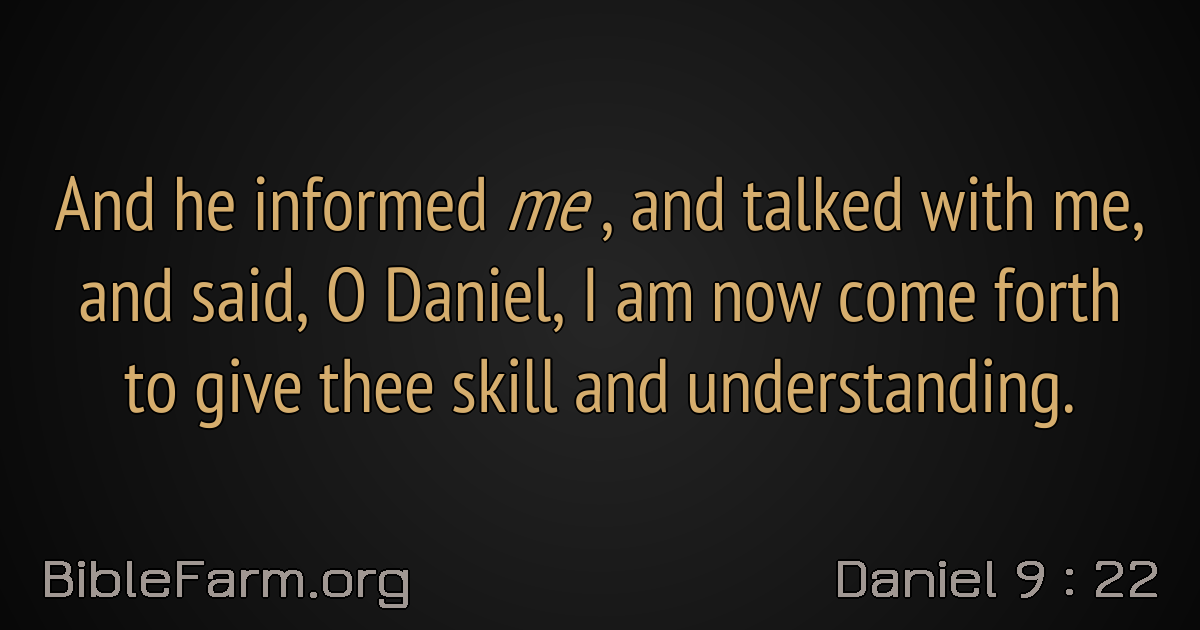 And he informed me , and talked with me,
and said, O Daniel, I am now come forth
to give thee skill and understanding.
BibleFarm.org
Daniel 9 : 22